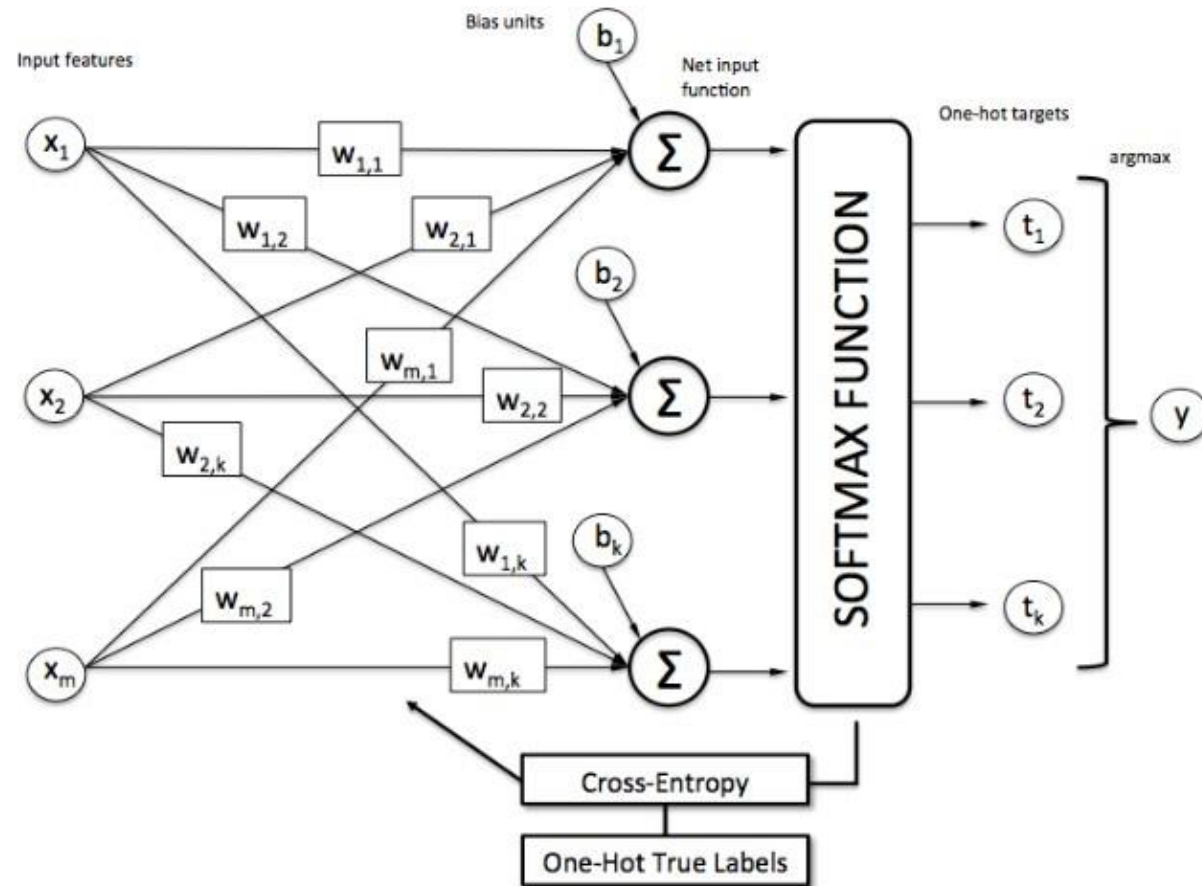 Input features
Bias units
b1
Net input
function
One-hot targets
argmax
x1
w1,1
Σ
w1,2
w2,1
t1
b2
wm,1
x2
w2,2
Σ
t2
y
w2,k
SOFTMAX FUNCTION
bk
w1,k
wm,2
tk
xm
wm,k
Σ
Cross-Entropy
One-Hot True Labels